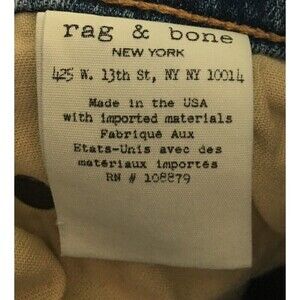 rag & bone
NEW YORK
425 W. 13th St, NY NY 10014
Made in the USA
with imported materials
Fabriqué Aux
Etats-Unis avec des
matériaux importés
RN # 108879